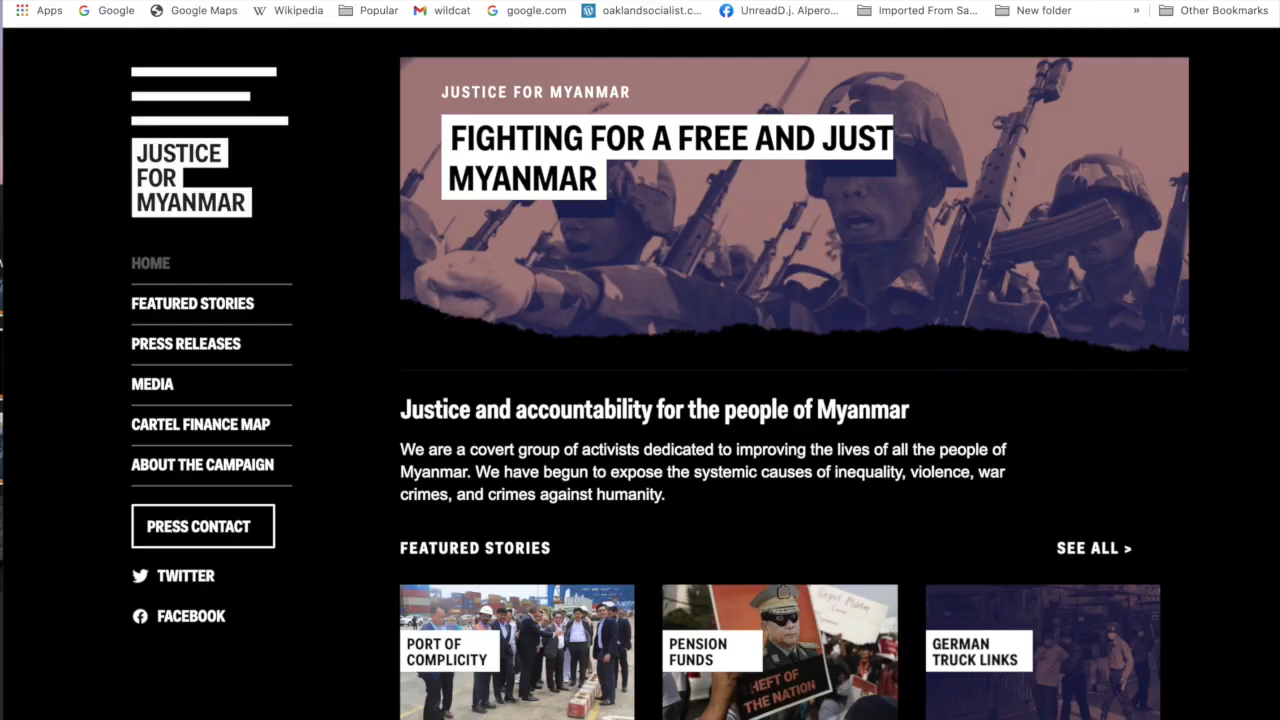 Apps Google Google Maps Wikipedia Popular wildcat google.com oaklandsocialist.c... UnreadD.j. Alpero... Imported From Sa... New folder » Other Bookmarks
JUSTICE
FOR
MYANMAR
HOME
FEATURED STORIES
PRESS RELEASES
MEDIA
CARTEL FINANCE MAP
ABOUT THE CAMPAIGN
PRESS CONTACT
TWITTER
FACEBOOK
JUSTICE FOR MYANMAR
FIGHTING FOR A FREE AND JUST
MYANMAR
Justice and accountability for the people of Myanmar
We are a covert group of activists dedicated to improving the lives of all the people of
Myanmar. We have begun to expose the systemic causes of inequality, violence, war
crimes, and crimes against humanity.
FEATURED STORIES
SEE ALL >
PORT OF
COMPLICITY
PENSION
FUNDS
THEFT OF
THE NATION
GERMAN
TRUCK LINKS